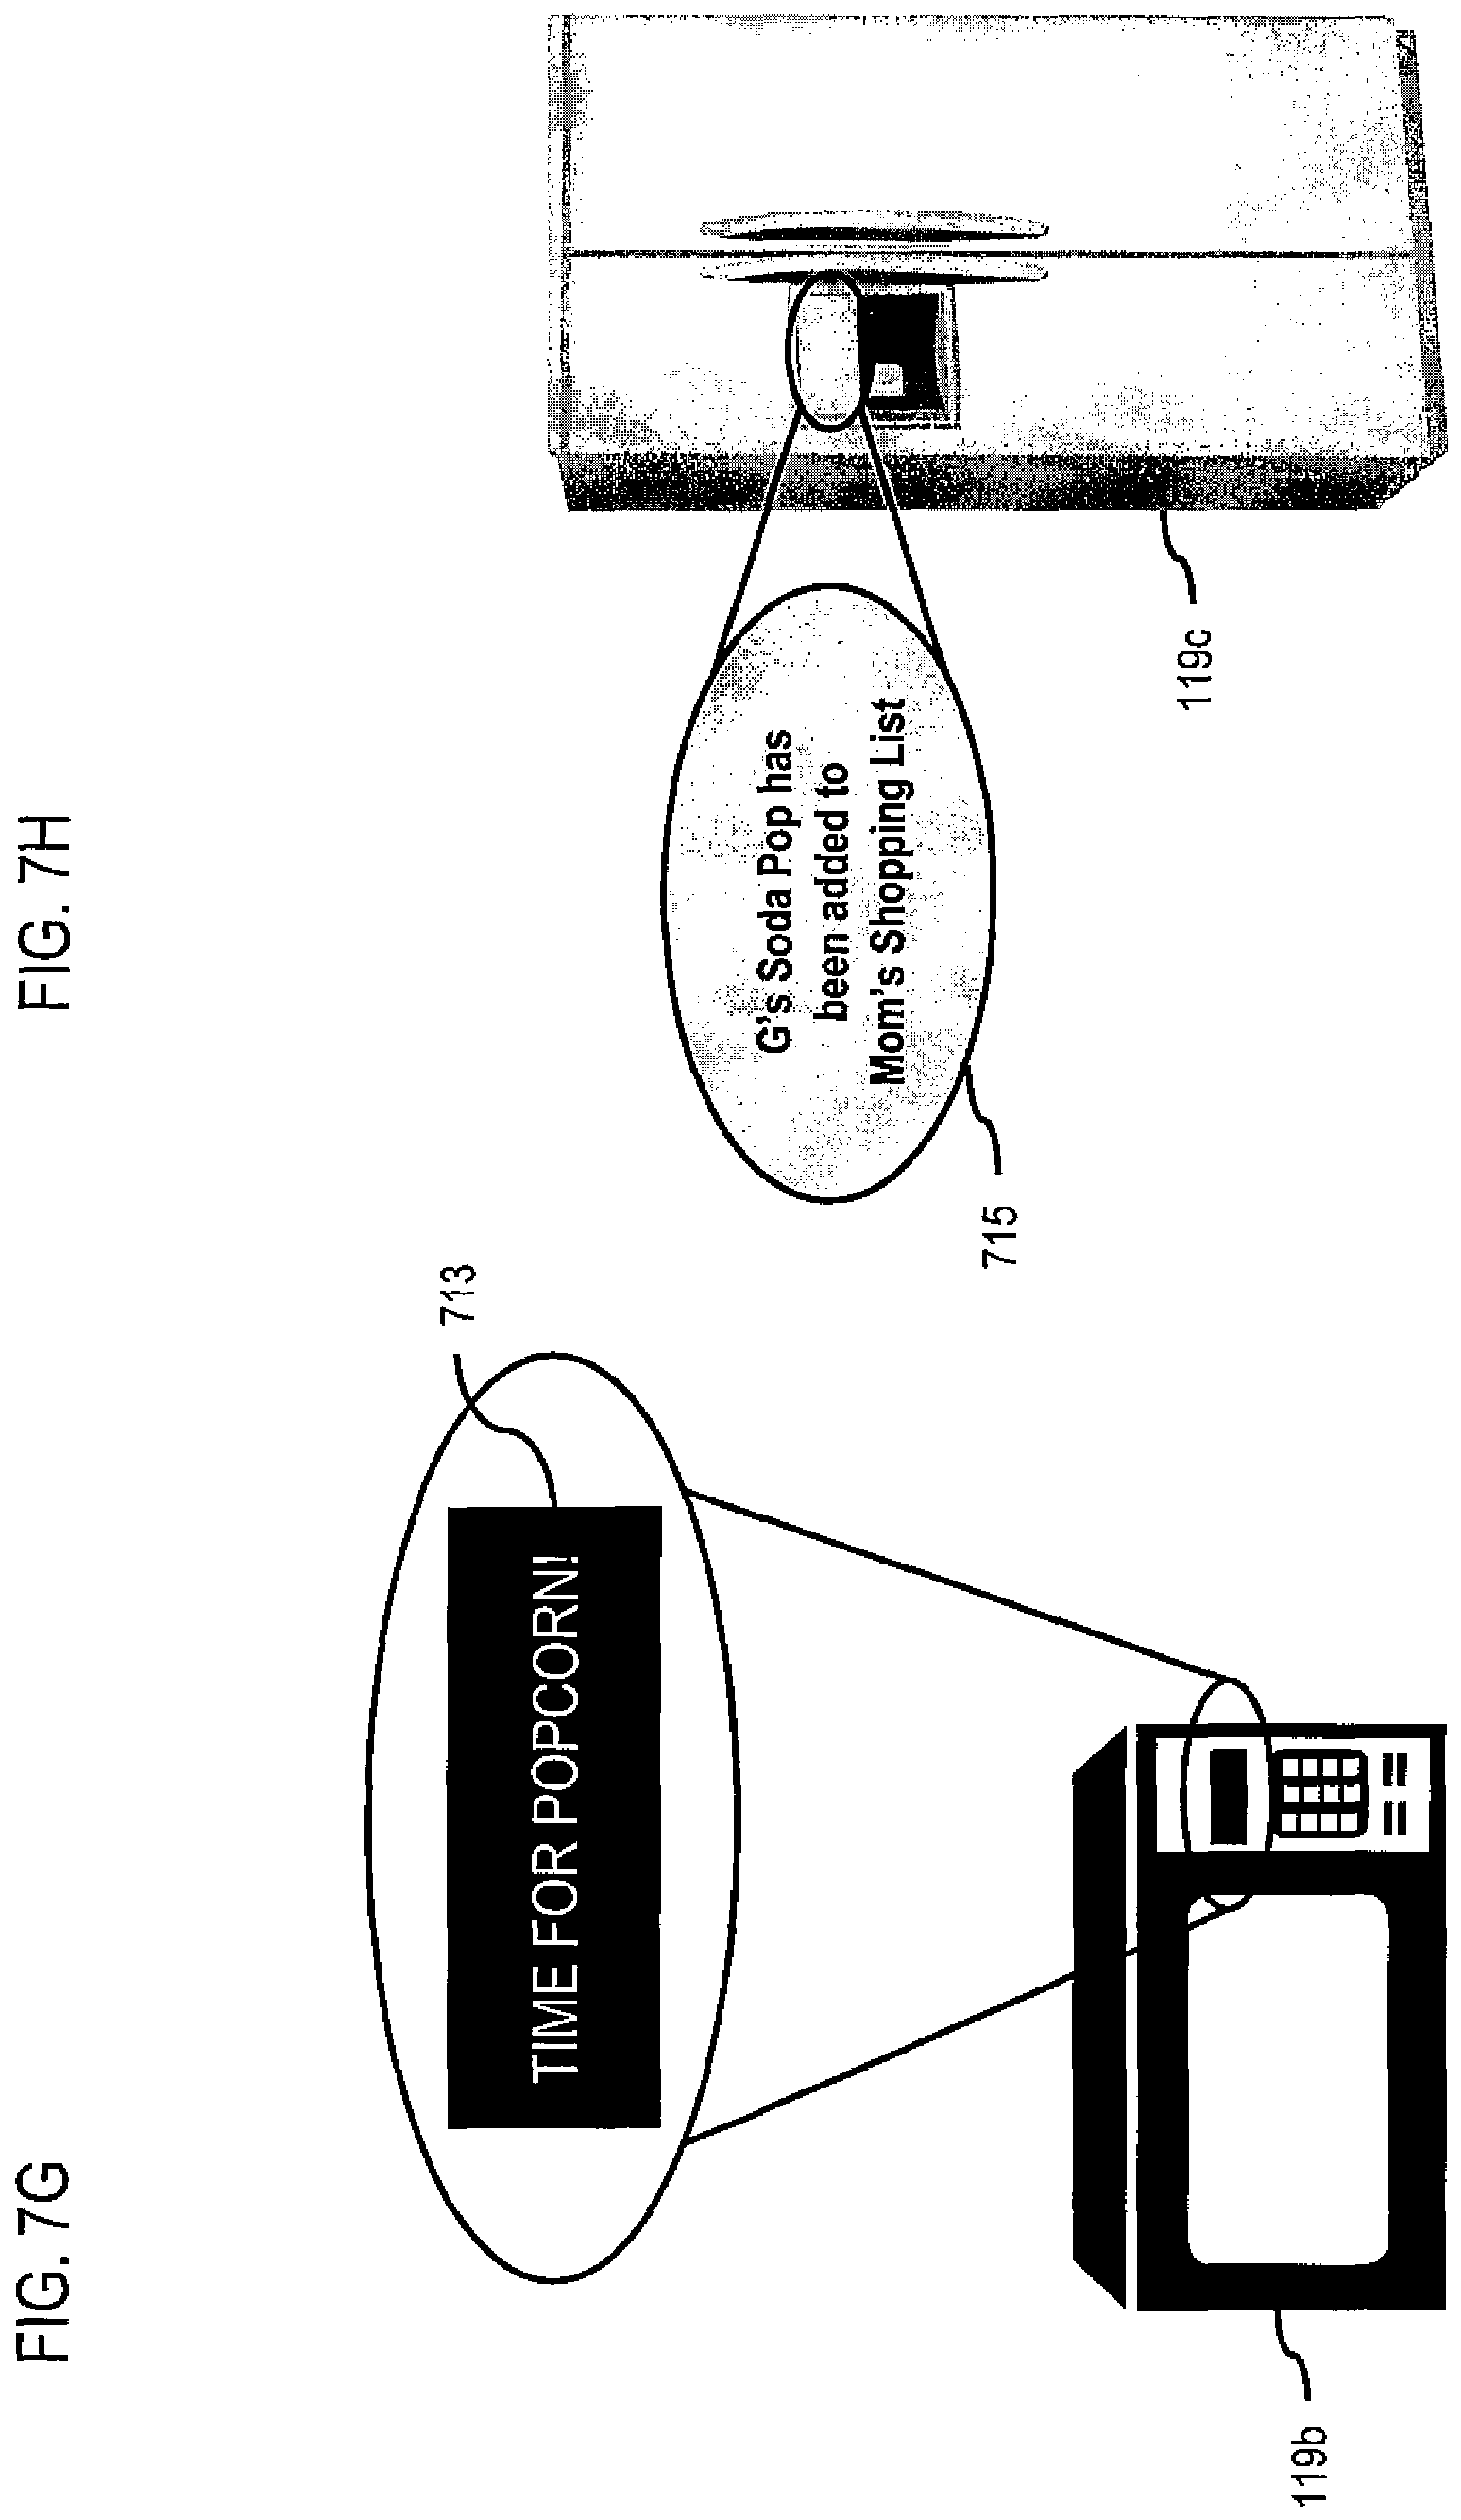 FIG. 7G
713
TIME FOR POPCORN!
119b
FIG. 7H
G's Soda Pop has
been added to
Mom's Shopping List
715
119c